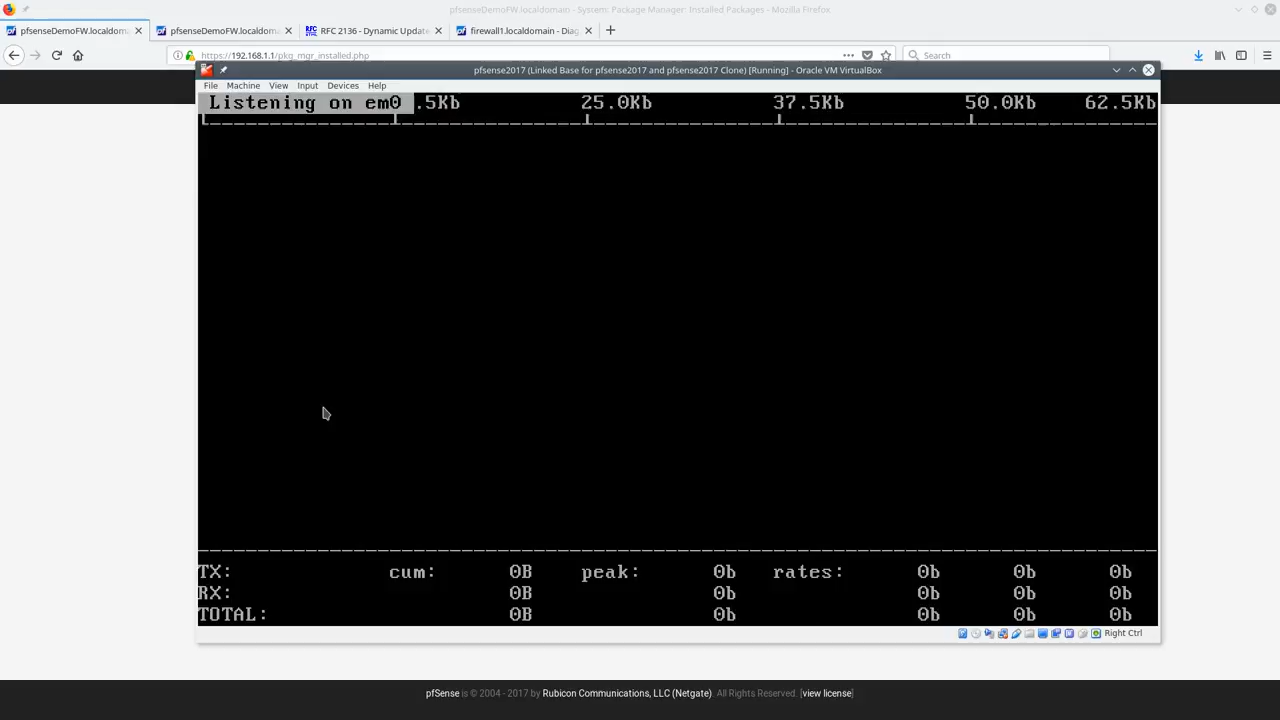 pfsenseDemoFW.localdomain - System: Package Manager: Installed Packages - Mozilla Firefox
pfsenseDemoFW.localdomain
pfsenseDemoFW.localdomain
RFC 2136 - Dynamic Update
firewall1.localdomain - Diag
https://192.168.1.1/pkg_mgr_installed.php
Search
pfsense2017 (Linked Base for pfsense2017 and pfsense2017 Clone) [Running] - Oracle VM VirtualBox
File Machine View Input Devices Help
Listening on em0 .5Kb 25.0Kb 37.5Kb 50.0Kb 62.5Kb
TX: cum: 0B peak: 0b rates: 0b 0b 0b
RX: 0B 0b 0b 0b 0b
TOTAL: 0B 0b 0b 0b 0b
Right Ctrl
pfSense is © 2004 - 2017 by Rubicon Communications, LLC (Netgate). All Rights Reserved. [view license]